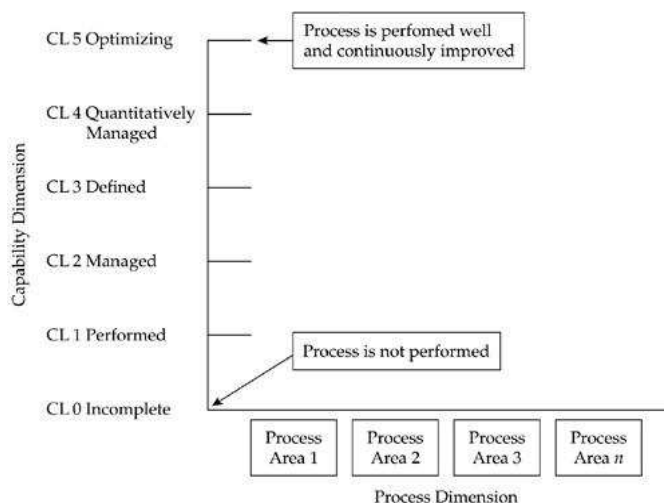 CL 5 Optimizing
Process is perfomed well
and continuously improved
CL 4 Quantitatively
Managed
CL 3 Defined
Capability Dimension
CL 2 Managed
CL 1 Performed
Process is not performed
CL 0 Incomplete
Process
Area 1
Process
Area 2
Process
Area 3
Process
Area n
Process Dimension